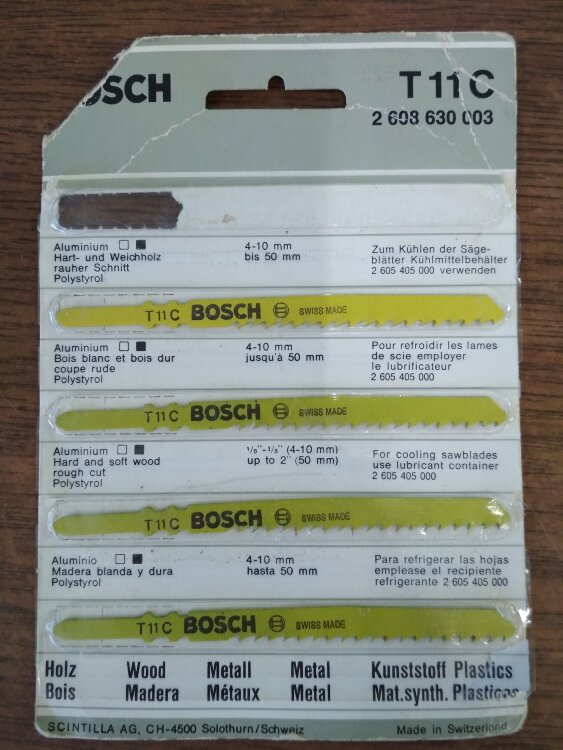 OSCH
T 11 C
2 608 630 003
Aluminium
4-10 mm
Zum Kühlen der Säge-
Hart- und Weichholz
bis 50 mm
blätter Kühlmittelbehälter
rauher Schnitt
2 605 405 000 verwenden
Polystyrol
T11C BOSCH SWISS MADE
Aluminium
4-10 mm
Pour refroidir les lames
Bois blanc et bois dur
jusqu'à 50 mm
de scie employer
coupe rude
le lubrificateur
Polystyrol
2 605 405 000
T11C BOSCH SWISS MADE
Aluminium
1/8"-3/8" (4-10 mm)
For cooling sawblades
Hard and soft wood
up to 2" (50 mm)
use lubricant container
rough cut
2 605 405 000
Polystyrol
T11C BOSCH SWISS MADE
Aluminio
4-10 mm
Para refrigerar las hojas
Madera blanda y dura
hasta 50 mm
emplease el recipiente
Polystyrol
refrigerante 2 605 405 000
T11C BOSCH SWISS MADE
Holz Wood Metall Metal Kunststoff Plastics
Bois Madera Métaux Metal Mat.synth. Plasticos
SCINTILLA AG, CH-4500 Solothurn/Schweiz
Made in Switzerland